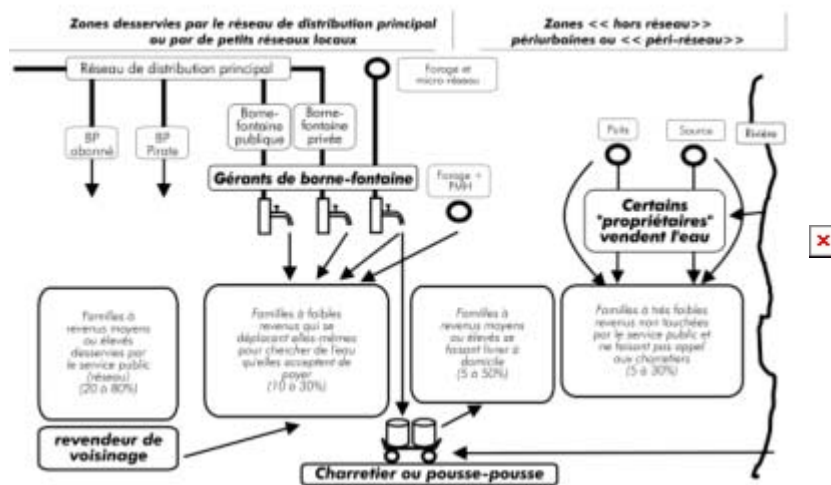 Zones desservies par le réseau de distribution principal
ou par de petits réseaux locaux
Zones << hors réseau>>
périurbaines ou << péri-réseau>>
Réseau de distribution principal
Forage et
micro réseau
BP
abonné
BP
Pirate
Borne-
fontaine
publique
Borne-
fontaine
privée
Puits
Source
Rivière
Gérants de borne-fontaine
Forage +
PMH
Certains
"propriétaires"
vendent l'eau
Familles à
revenus moyens
ou élevés
desservies par
le service public
(réseau)
(20 à 80%)
Familles à faibles
revenus qui se
déplacant elles-mêmes
pour chercher de l'eau
qu'elles acceptent de
payer
(10 à 30%)
Familles à
revenus moyens
ou élevés se
faisant livrer à
domicile
(5 à 50%)
Familles à trés faibles
revenus non touchées
par le service public et
ne faisant pas appel
aux charretiers
(5 à 30%)
revendeur de
voisinage
Charretier ou pousse-pousse